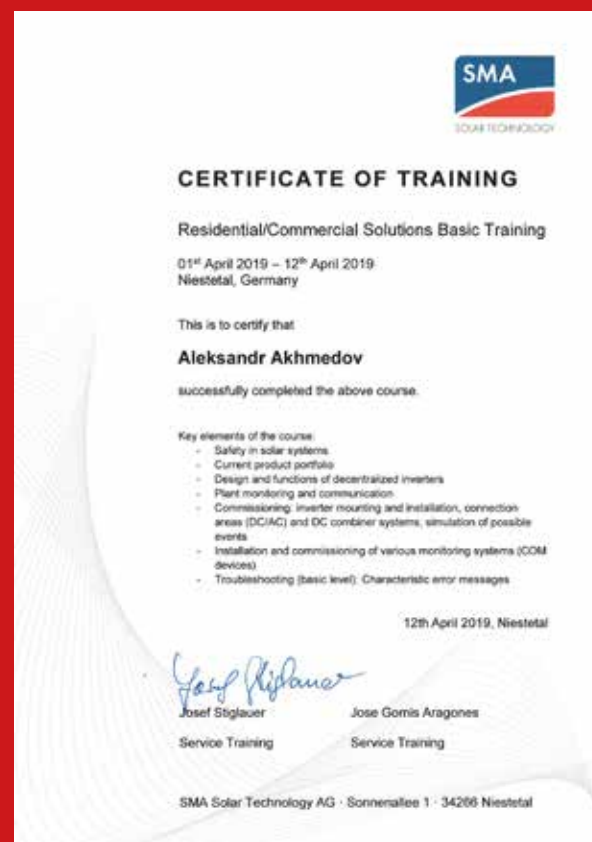 SMA
SOLAR TECHNOLOGY
CERTIFICATE OF TRAINING
Residential/Commercial Solutions Basic Training
01st April 2019 – 12th April 2019
Niestetal, Germany
This is to certify that
Aleksandr Akhmedov
successfully completed the above course.
Key elements of the course:
- Safety in solar systems
- Current product portfolio
- Design and functions of decentralized inverters
- Plant monitoring and communication
- Commissioning: inverter mounting and installation, connection
areas (DC/AC) and DC combiner systems, simulation of possible
events
- Installation and commissioning of various monitoring systems (COM
devices)
- Troubleshooting (basic level): Characteristic error messages
12th April 2019, Niestetal
Josef Stiglauer
Josef Stiglauer Jose Gomis Aragones
Service Training Service Training
SMA Solar Technology AG · Sonnenallee 1 · 34266 Niestetal